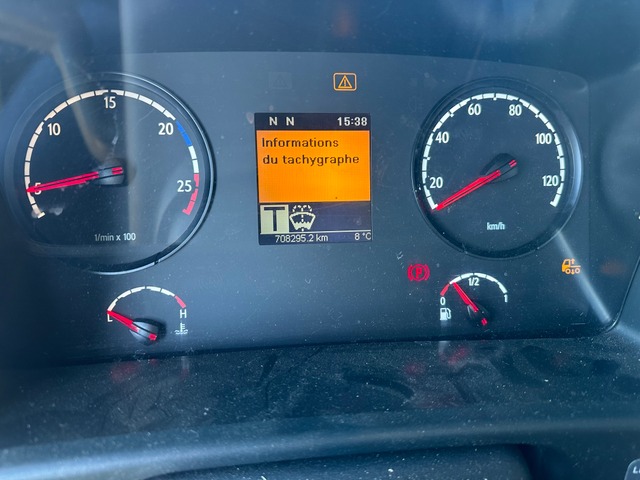 5
10
15
20
25
1/min x 100
N N 15:38
Informations
du tachygraphe
T
708295.2 km 8 °C
20
40
60
80
100
120
km/h
P
L H
0 1/2 1